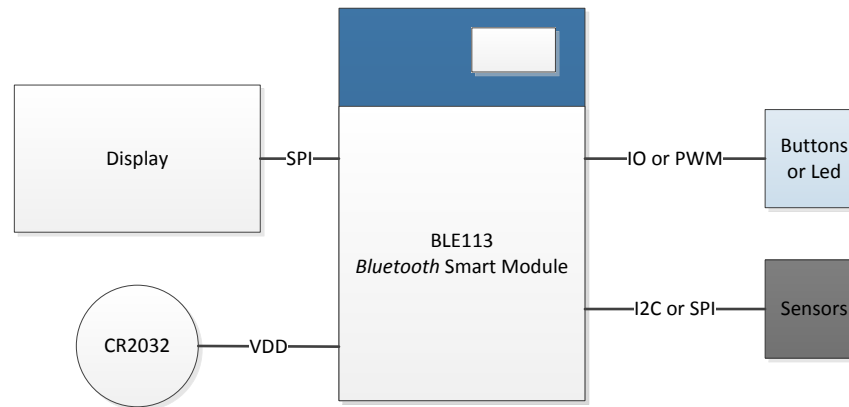 Display
SPI
BLE113
Bluetooth Smart Module
IO or PWM
Buttons
or Led
CR2032
VDD
I2C or SPI
Sensors